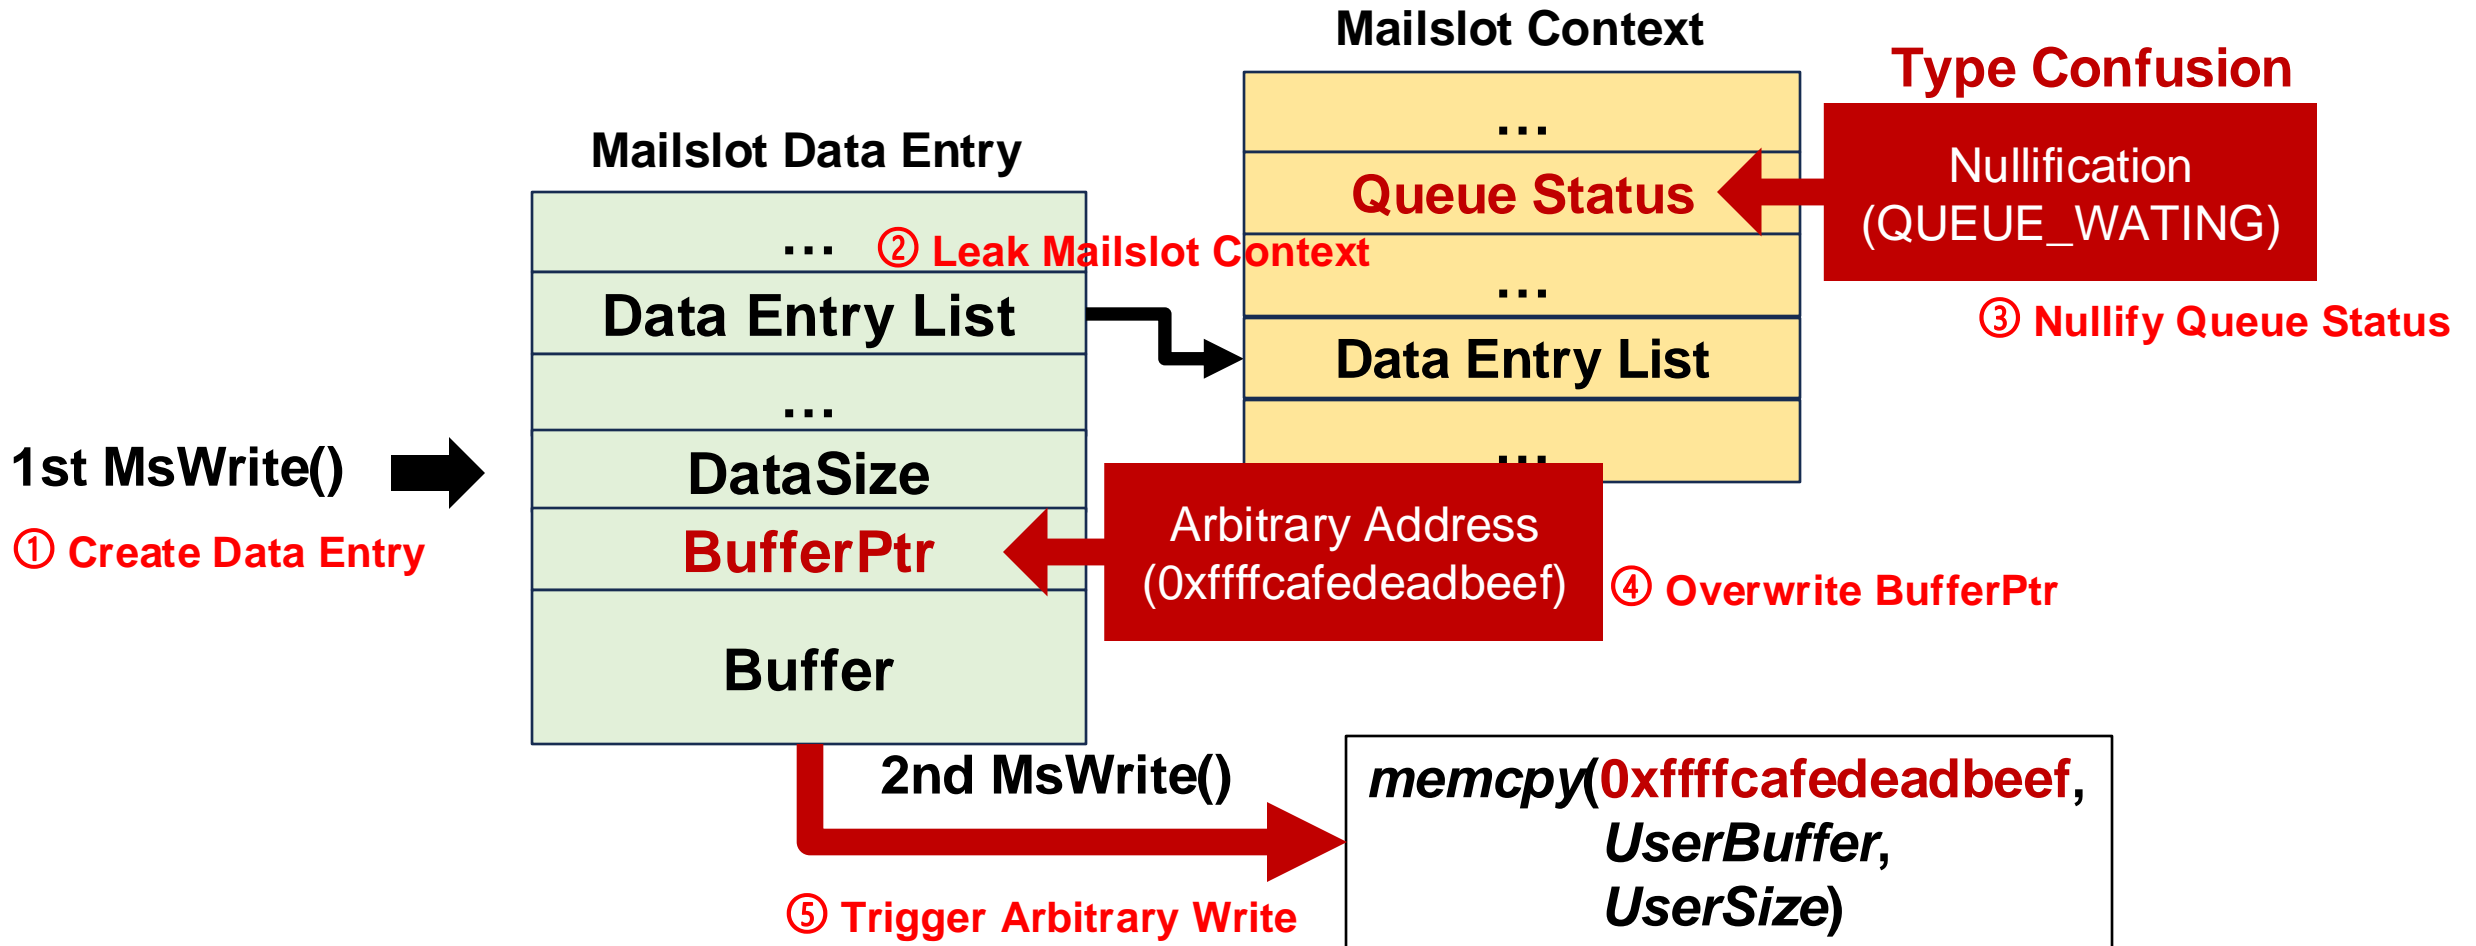 Mailslot Context
Type Confusion
...
Nullification
(QUEUE_WATING)
Queue Status
Mailslot Data Entry
...
② Leak Mailslot Context
...
③ Nullify Queue Status
Data Entry List
Data Entry List
...
...
1st MsWrite()
DataSize
① Create Data Entry
BufferPtr
Arbitrary Address
(0xffffcafedeadbeef)
④ Overwrite BufferPtr
Buffer
2nd MsWrite()
memcpy(0xffffcafedeadbeef,
UserBuffer,
UserSize)
⑤ Trigger Arbitrary Write